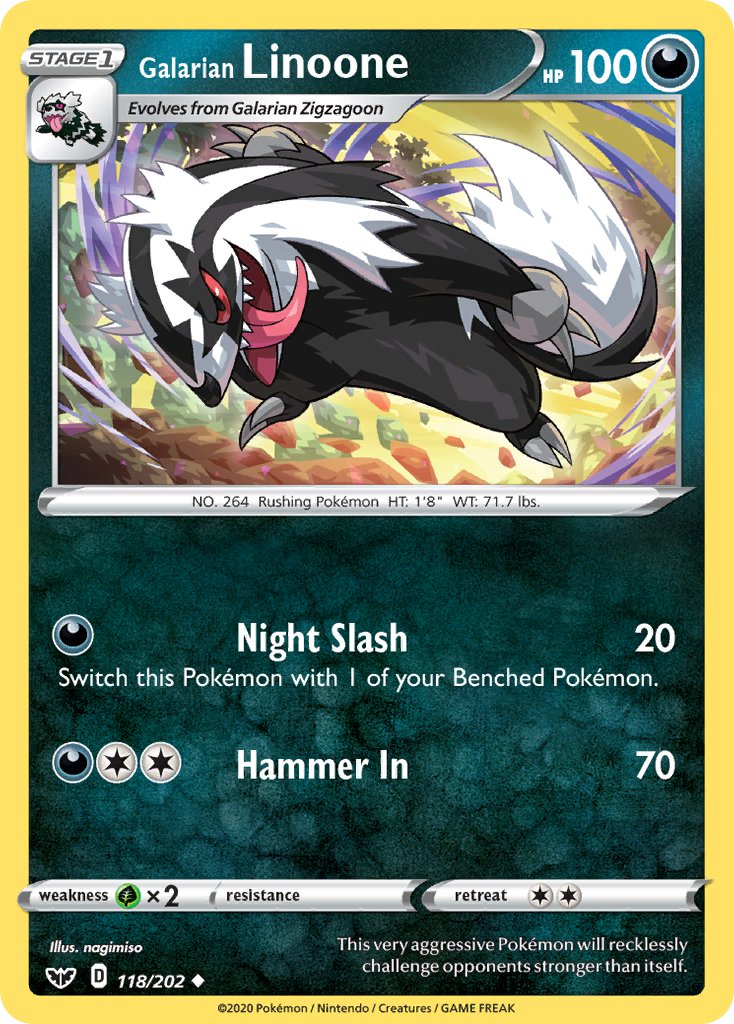 STAGE1
Galarian Linoone
HP 100
Evolves from Galarian Zigzagoon
NO. 264 Rushing Pokémon HT: 1'8" WT: 71.7 lbs.
Night Slash 20
Switch this Pokémon with 1 of your Benched Pokémon.
Hammer In 70
weakness ×2 resistance retreat
Illus. nagimiso
This very aggressive Pokémon will recklessly
challenge opponents stronger than itself.
D 118/202
©2020 Pokémon / Nintendo / Creatures / GAME FREAK